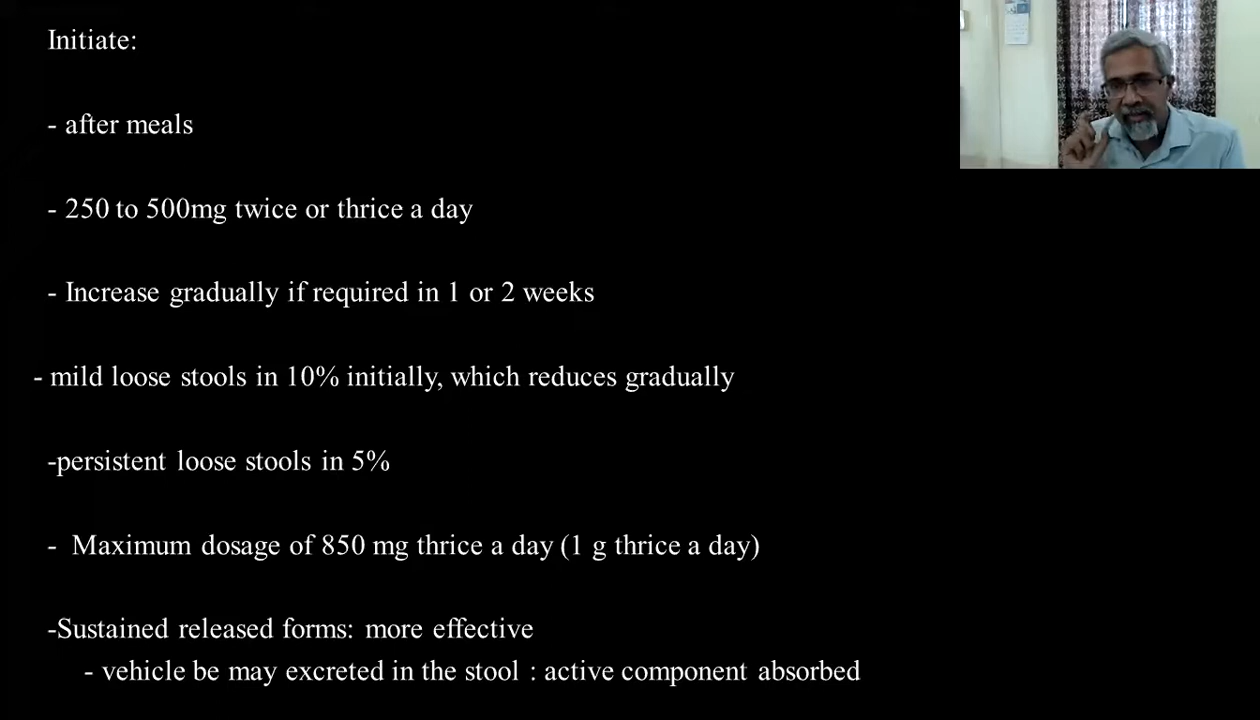 Initiate:
- after meals
- 250 to 500mg twice or thrice a day
- Increase gradually if required in 1 or 2 weeks
- mild loose stools in 10% initially, which reduces gradually
-persistent loose stools in 5%
- Maximum dosage of 850 mg thrice a day (1 g thrice a day)
-Sustained released forms: more effective
- vehicle be may excreted in the stool : active component absorbed